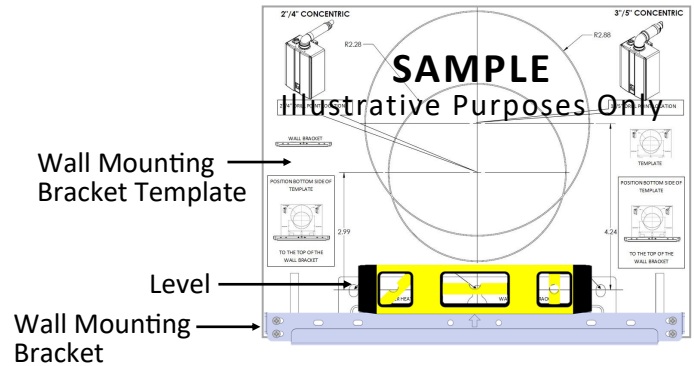 2"/4" CONCENTRIC
3"/5" CONCENTRIC
R2.28
R2.88
SAMPLE
Illustrative Purposes Only
WALL BRACKET
TEMPLATE
Wall Mounting
Bracket Template
POSITION BOTTOM SIDE OF
TEMPLATE
TO THE TOP OF THE
WALL BRACKET
POSITION BOTTOM SIDE OF
TEMPLATE
TO THE TOP OF THE
WALL BRACKET
2.99
4.24
Level
Wall Mounting
Bracket